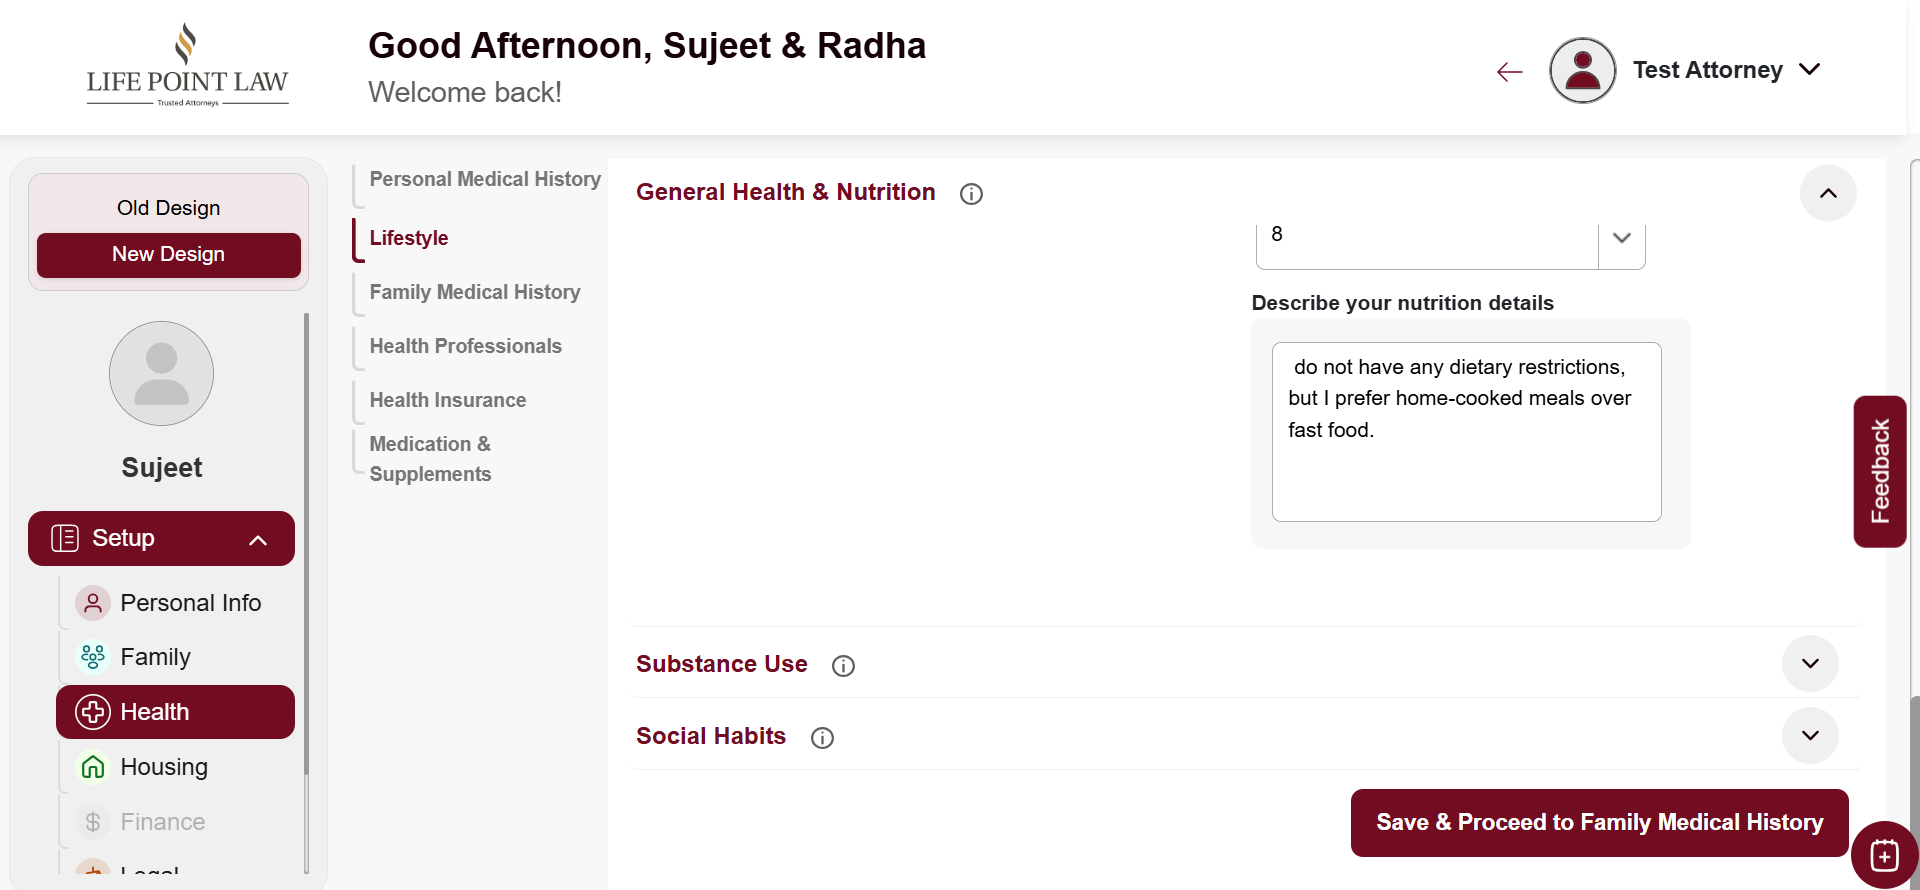 LIFE POINT LAW
Trusted Attorneys
Good Afternoon, Sujeet & Radha
Welcome back!
Test Attorney
Old Design
New Design
Sujeet
Setup
Personal Info
Family
Health
Housing
Finance
Legal
Personal Medical History
Lifestyle
Family Medical History
Health Professionals
Health Insurance
Medication &
Supplements
General Health & Nutrition
8
Describe your nutrition details
do not have any dietary restrictions,
but I prefer home-cooked meals over
fast food.
Substance Use
Social Habits
Save & Proceed to Family Medical History
Feedback